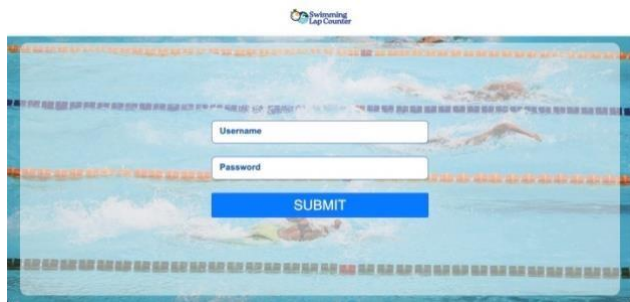 Swimming
Lap Counter
Username
Password
SUBMIT